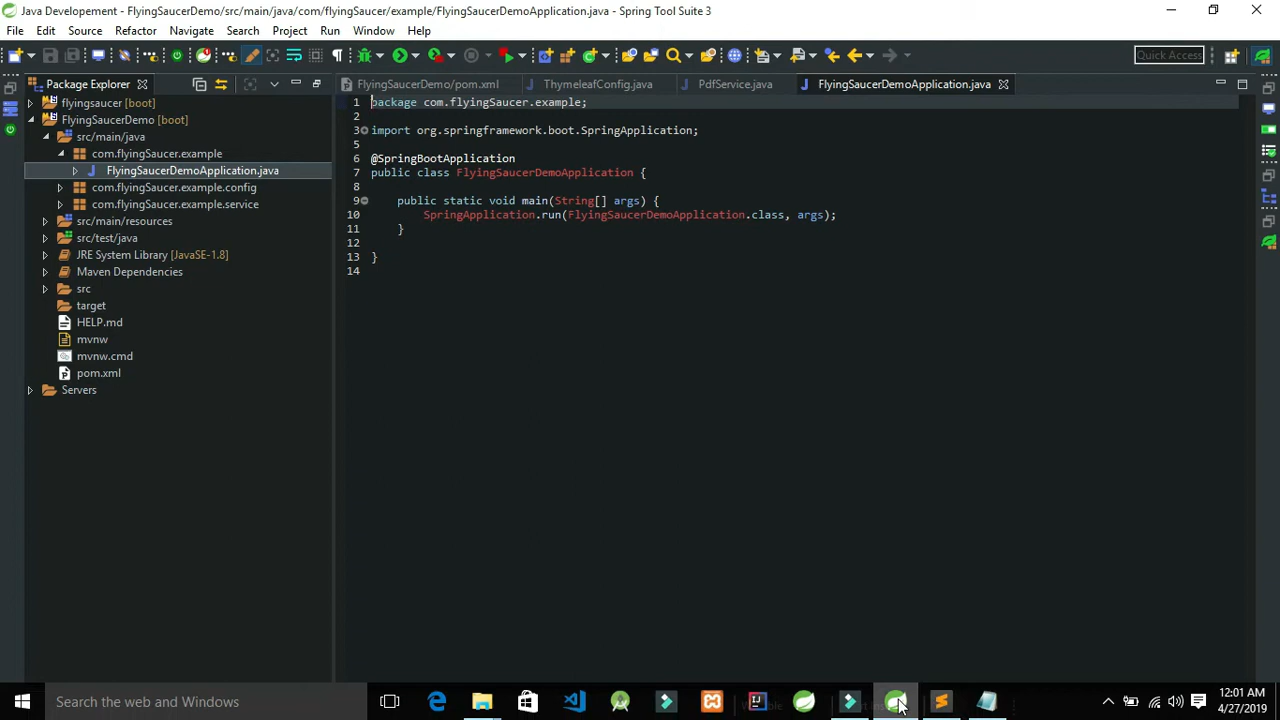 Java Developement - FlyingSaucerDemo/src/main/java/com/flyingSaucer/example/FlyingSaucerDemoApplication.java - Spring Tool Suite 3
File Edit Source Refactor Navigate Search Project Run Window Help
Quick Access
Package Explorer
FlyingSaucerDemo/pom.xml ThymeleafConfig.java PdfService.java FlyingSaucerDemoApplication.java
flyingsaucer [boot]
FlyingSaucerDemo [boot]
src/main/java
com.flyingSaucer.example
FlyingSaucerDemoApplication.java
com.flyingSaucer.example.config
com.flyingSaucer.example.service
src/main/resources
src/test/java
JRE System Library [JavaSE-1.8]
Maven Dependencies
src
target
HELP.md
mvnw
mvnw.cmd
pom.xml
Servers
1 package com.flyingSaucer.example;
2
3 import org.springframework.boot.SpringApplication;
5
6 @SpringBootApplication
7 public class FlyingSaucerDemoApplication {
8
9 public static void main(String[] args) {
10 SpringApplication.run(FlyingSaucerDemoApplication.class, args);
11 }
12
13 }
14
Search the web and Windows
12:01 AM
4/27/2019